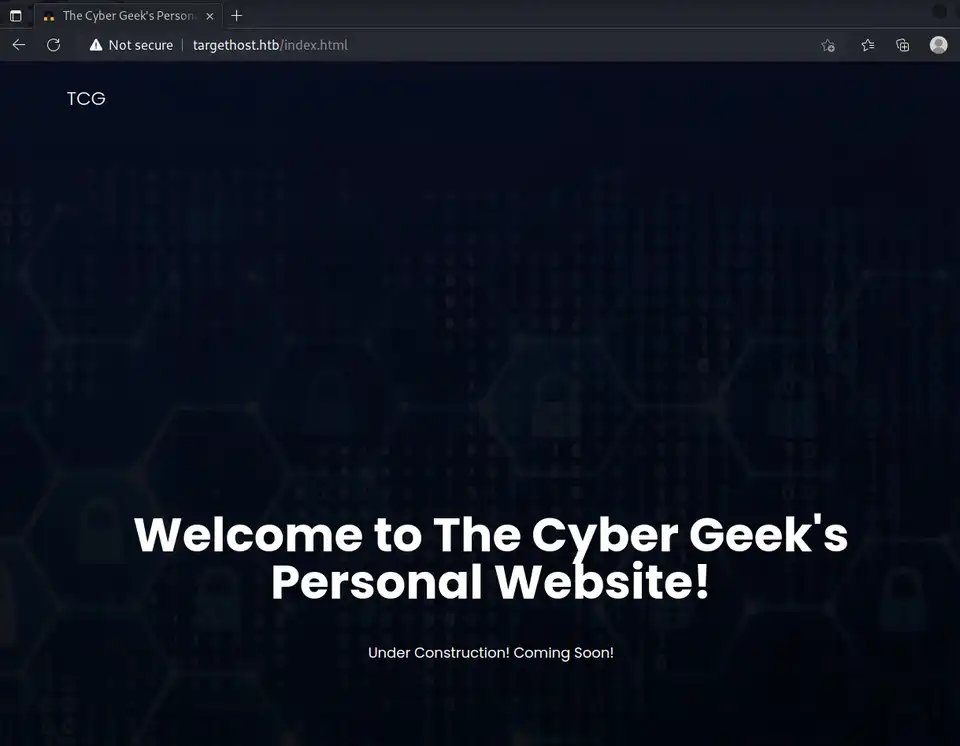 The Cyber Geek's Person
Not secure
targethost.htb/index.html
TCG
Welcome to The Cyber Geek's
Personal Website!
Under Construction! Coming Soon!